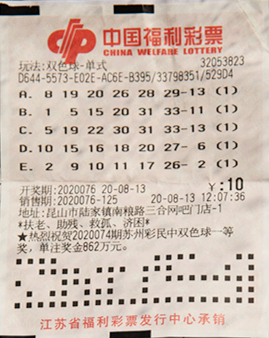 中国福利彩票
CHINA WELFARE LOTTERY
玩法:双色球-单式 32053823
D644-5573-E02E-AC6E-B395/33798351/529D4
A. 8 19 20 26 28 29-13 (1)
B. 1 5 15 20 31 33-11 (1)
C. 5 19 22 30 31 33-13 (1)
D. 10 15 16 18 20 27-6 (1)
E. 2 9 10 11 17 26-2 (1)
开奖期:2020076 20-08-13 ¥:10
销售期:2020076-125 20-08-13 12:07:36
地址:昆山市陆家镇南粮路三合网吧门店-1
*扶老、助残、救孤、济困*
★热烈祝贺2020074期苏州彩民中双色球一等
奖,单注奖金862万元。
江苏省福利彩票发行中心承销